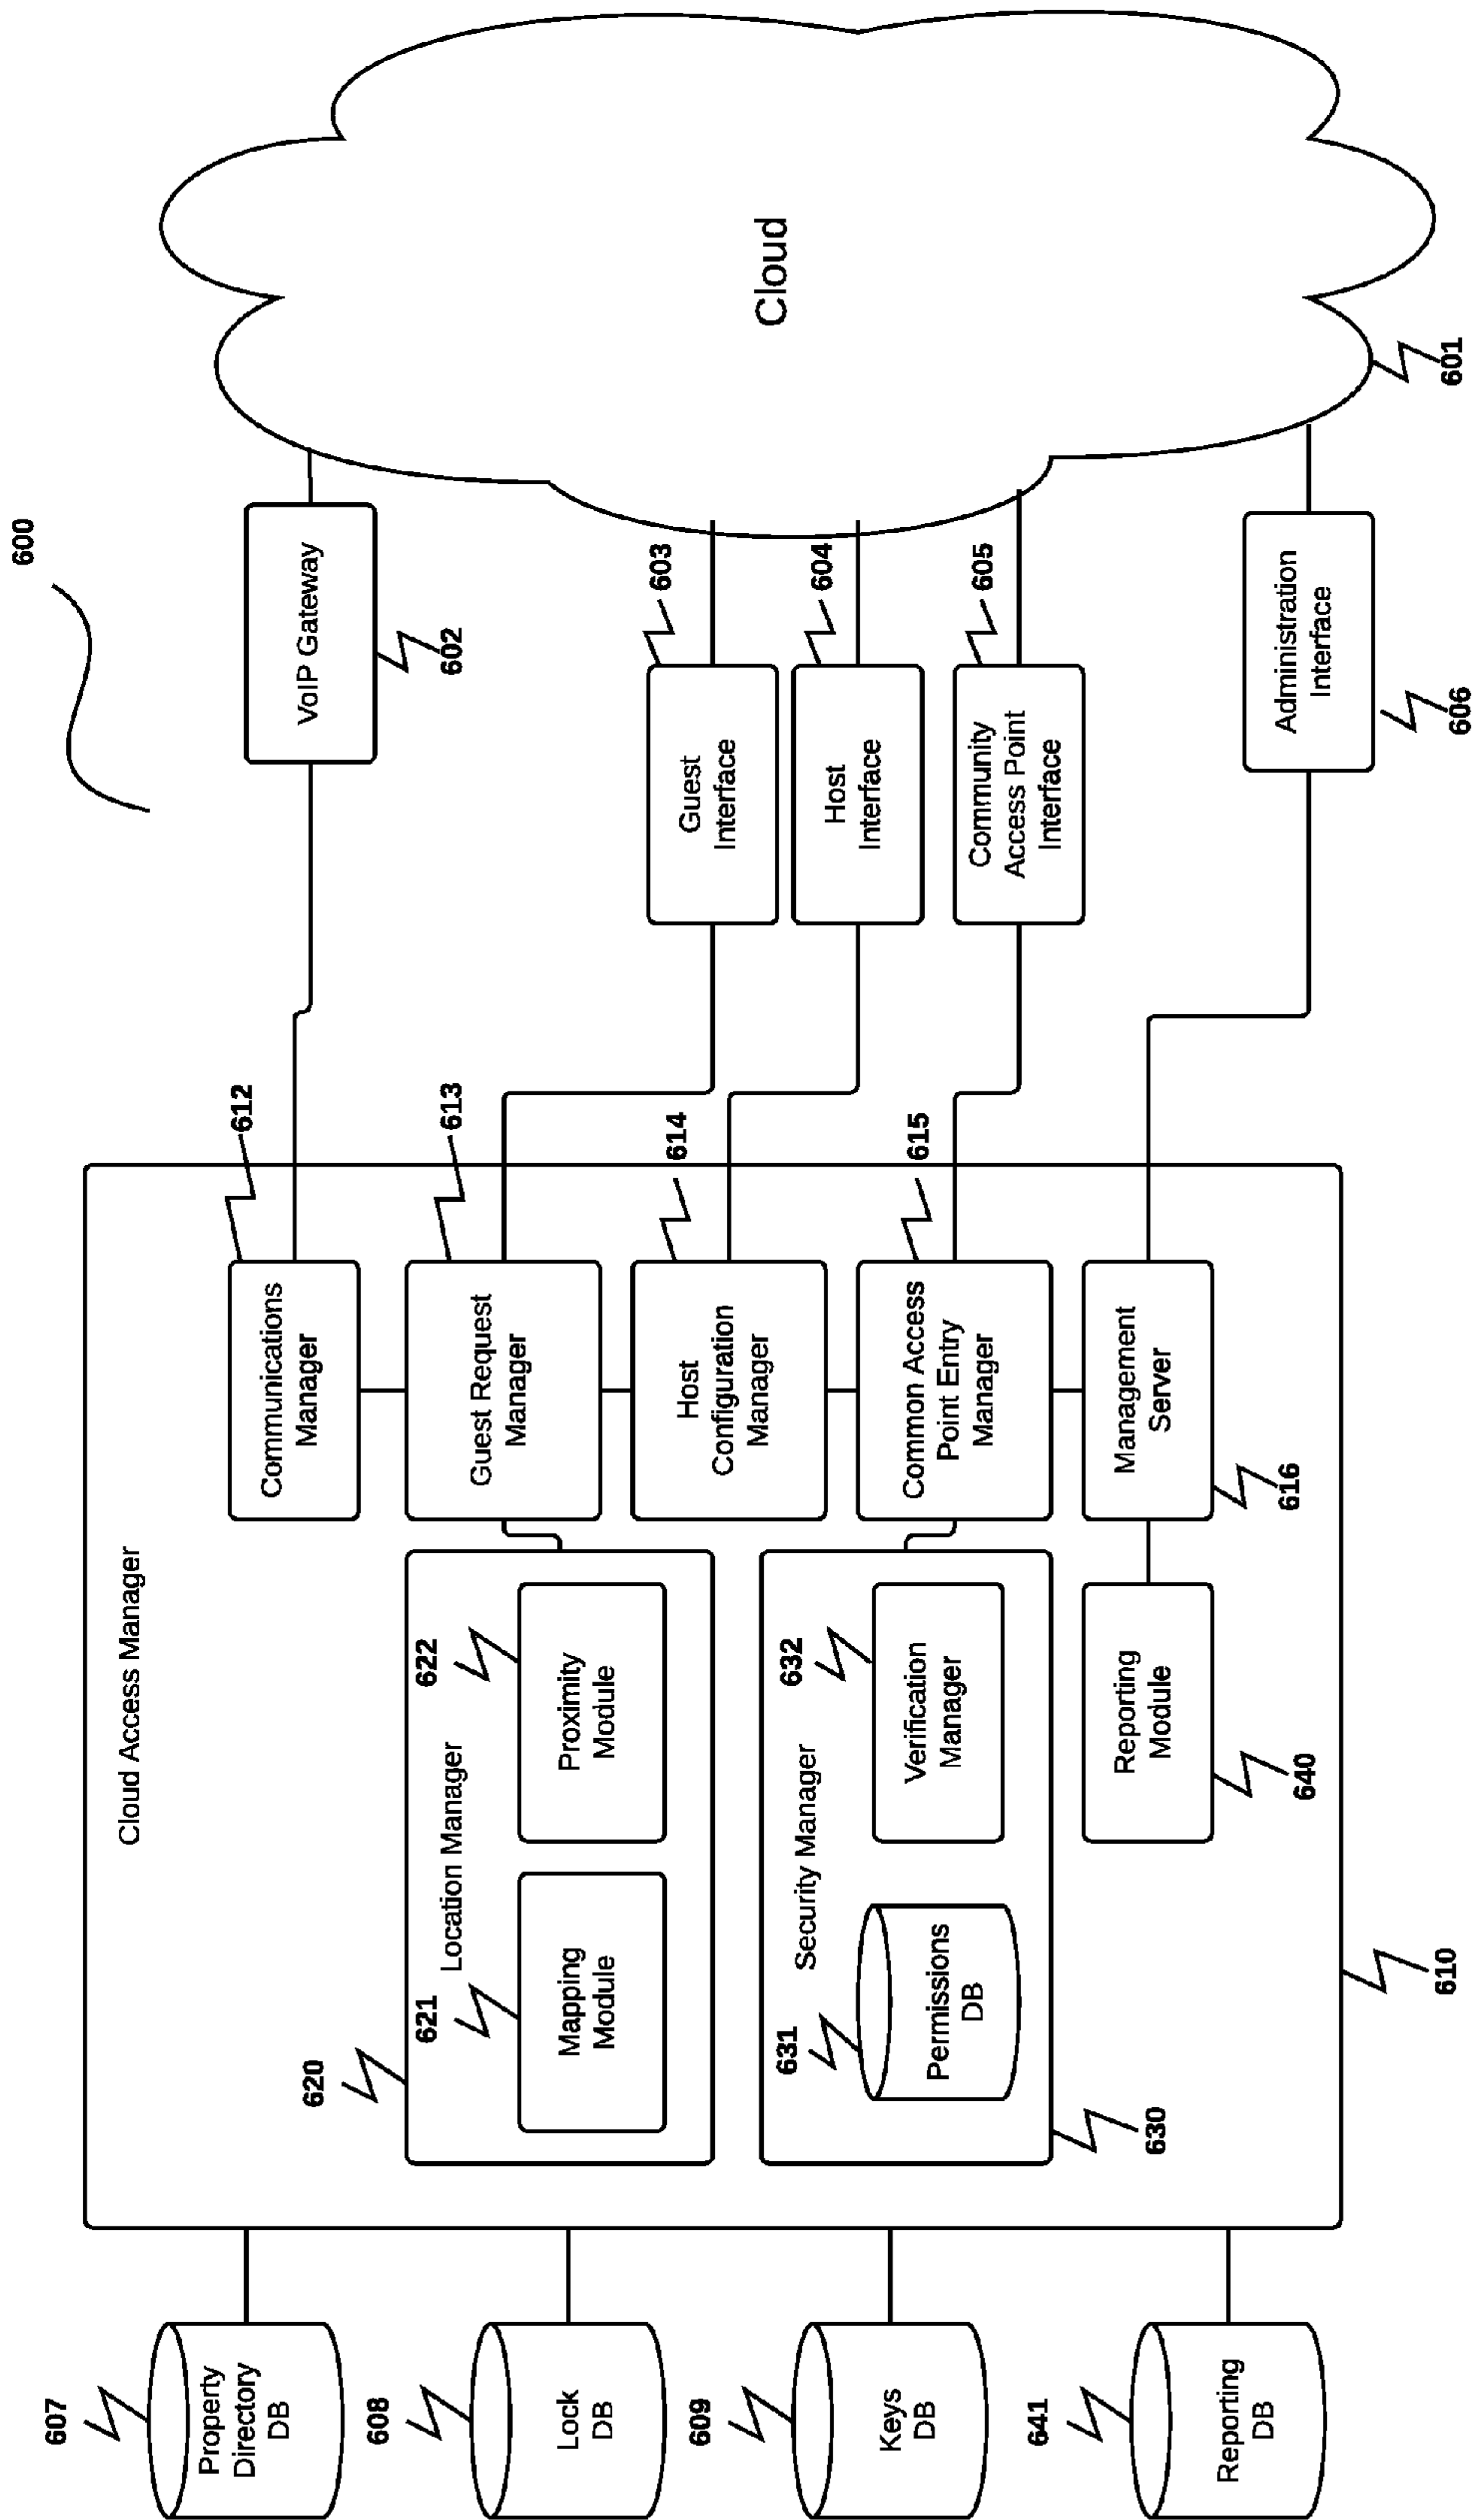 600
Cloud
601
VoIP Gateway
602
603
Guest
Interface
604
Host
Interface
605
Community
Access Point
Interface
Administration
Interface
606
Cloud Access Manager
612
Communications
Manager
613
Guest Request
Manager
614
Host
Configuration
Manager
615
Common Access
Point Entry
Manager
Management
Server
616
620
Location Manager
621
Mapping
Module
622
Proximity
Module
630
Security Manager
631
Permissions
DB
632
Verification
Manager
Reporting
Module
640
610
607
Property
Directory
DB
608
Lock
DB
609
Keys
DB
641
Reporting
DB